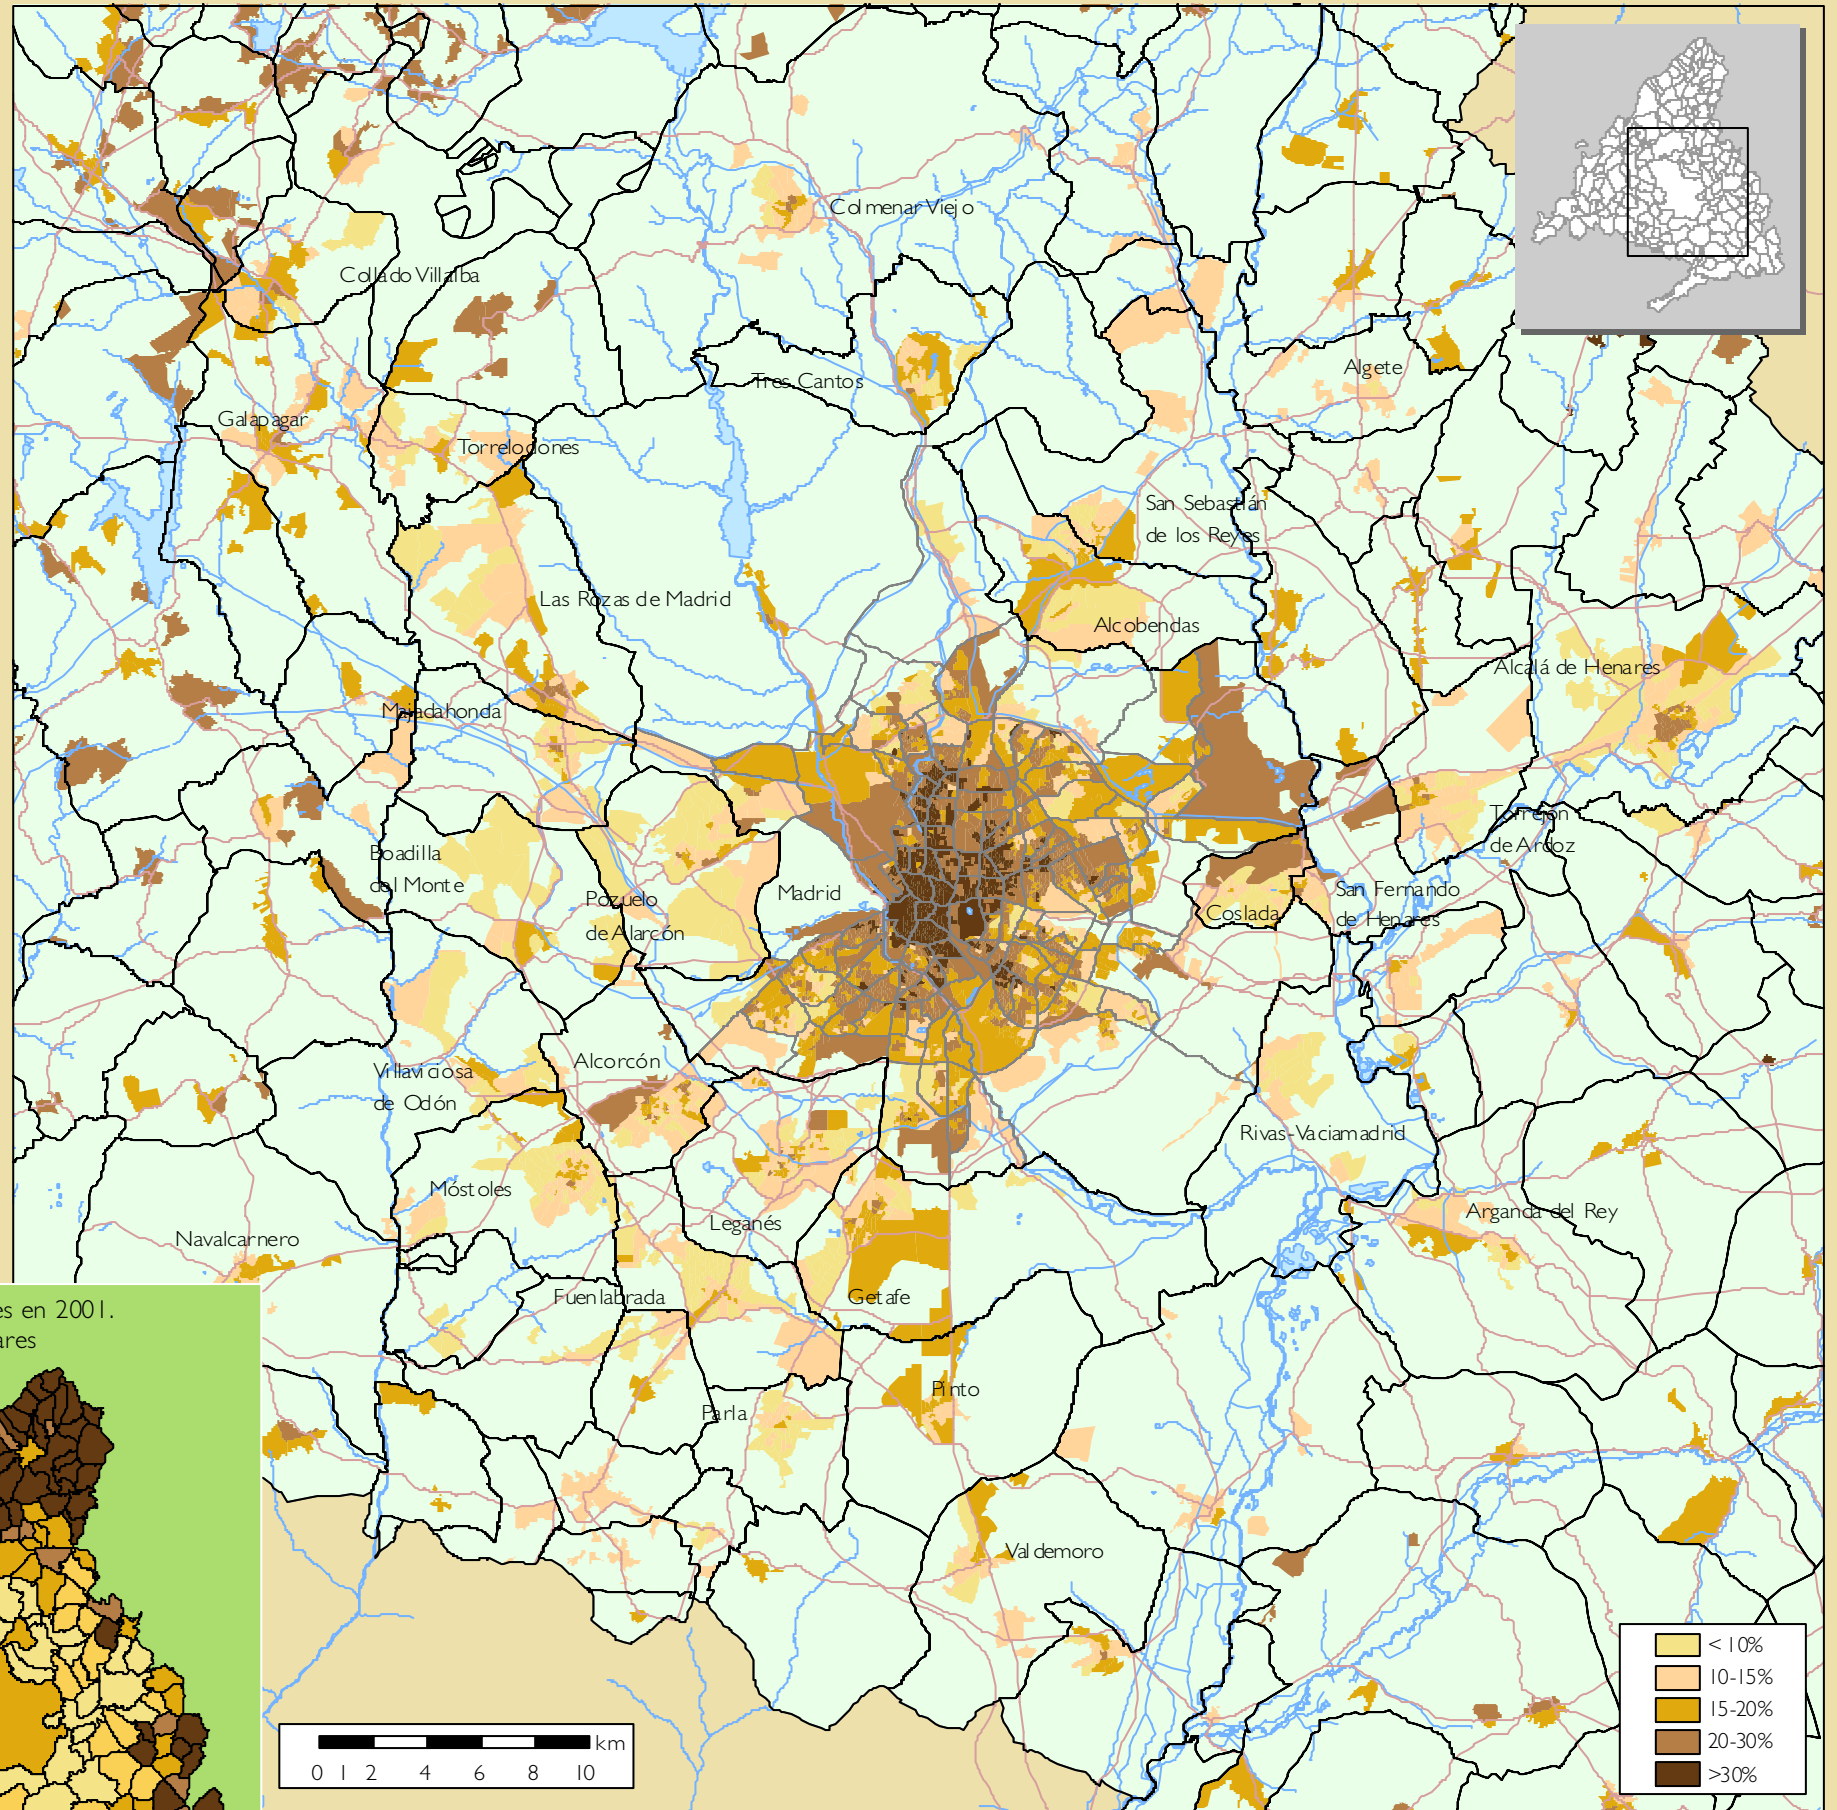 Colmenar Viejo
Collado Villalba
Tres Cantos
Algete
Galapagar
Torrelodones
San Sebastián
de los Reyes
Las Rozas de Madrid
Alcobendas
Alcalá de Henares
Majadahonda
Torrejón
de Ardoz
Boadilla
del Monte
Pozuelo
de Alarcón
Madrid
San Fernando
de Henares
Coslada
Alcorcón
Villaviciosa
de Odón
Rivas-Vaciamadrid
Móstoles
Leganés
Arganda del Rey
Navalcarnero
Fuenlabrada
Getafe
es en 2001.
ares
Pinto
Parla
Valdemoro
< 10%
10-15%
15-20%
20-30%
>30%
km
0 1 2 4 6 8 10